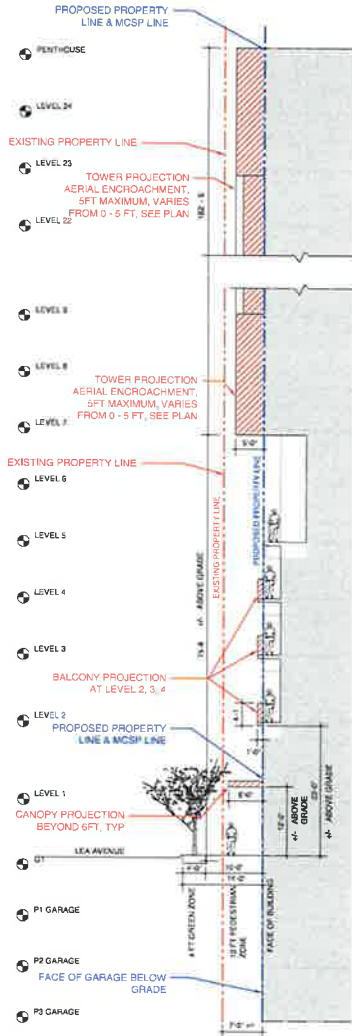 PROPOSED PROPERTY
LINE & MCSP LINE
PENTHOUSE
LEVEL 24
EXISTING PROPERTY LINE
LEVEL 23
TOWER PROJECTION
AERIAL ENCROACHMENT,
5FT MAXIMUM, VARIES
FROM 0 - 5 FT, SEE PLAN
LEVEL 22
LEVEL 9
LEVEL 8
TOWER PROJECTION
AERIAL ENCROACHMENT,
5FT MAXIMUM, VARIES
FROM 0 - 5 FT, SEE PLAN
LEVEL 7
5'-0"
EXISTING PROPERTY LINE
LEVEL 6
EXISTING PROPERTY LINE
PROPOSED PROPERTY LINE
LEVEL 5
+/- ABOVE GRADE
LEVEL 4
LEVEL 3
BALCONY PROJECTION
AT LEVEL 2, 3, 4
LEVEL 2
PROPOSED PROPERTY
LINE & MCSP LINE
LEVEL 1
CANOPY PROJECTION
BEYOND 6FT, TYP
12'-0"
+/- ABOVE
GRADE
+/- ABOVE GRADE
LEA AVENUE
G1
GREEN ZONE
PEDESTRIAN
ZONE
FACE OF BUILDING
P1 GARAGE
P2 GARAGE
FACE OF GARAGE BELOW
GRADE
P3 GARAGE